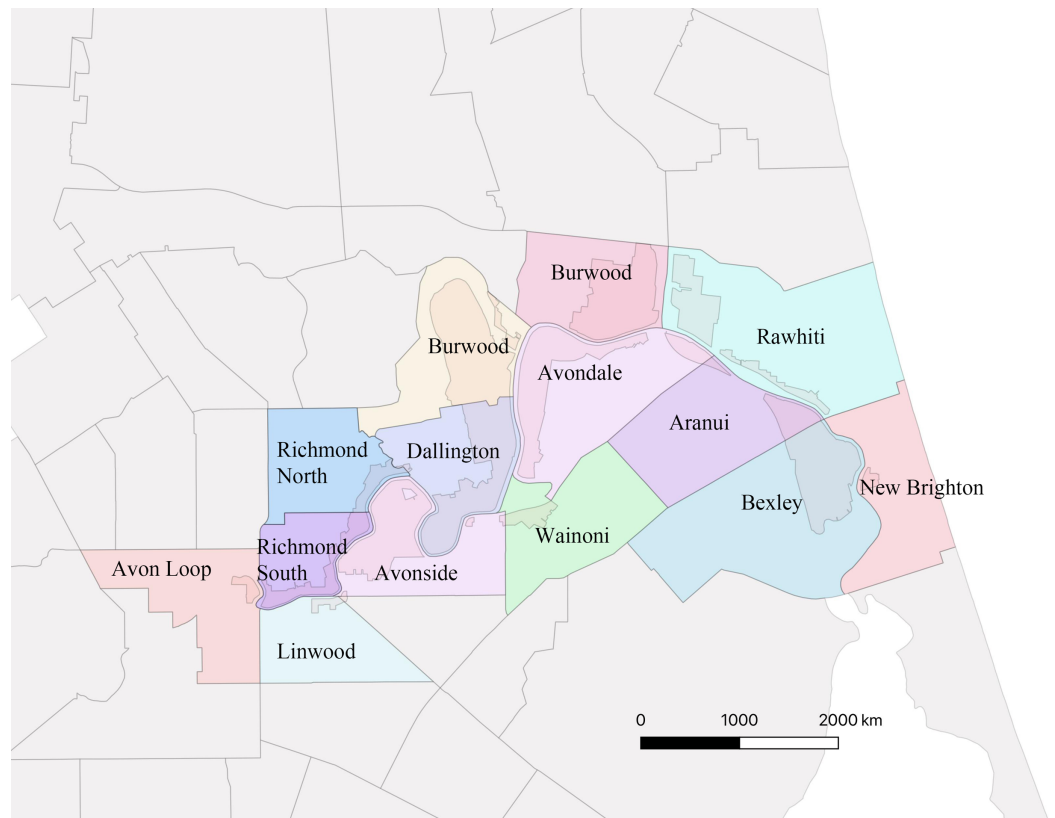 Burwood
Rawhiti
Burwood
Avondale
Aranui
Richmond
North
Dallington
New Brighton
Bexley
Wainoni
Richmond
South
Avonside
Avon Loop
Linwood
0 1000 2000 km